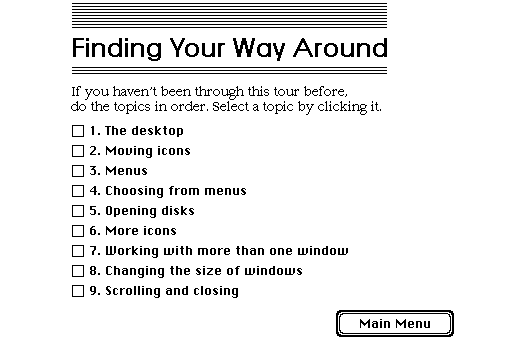 Finding Your Way Around
If you haven't been through this tour before,
do the topics in order. Select a topic by clicking it.
1. The desktop
2. Moving icons
3. Menus
4. Choosing from menus
5. Opening disks
6. More icons
7. Working with more than one window
8. Changing the size of windows
9. Scrolling and closing
Main Menu